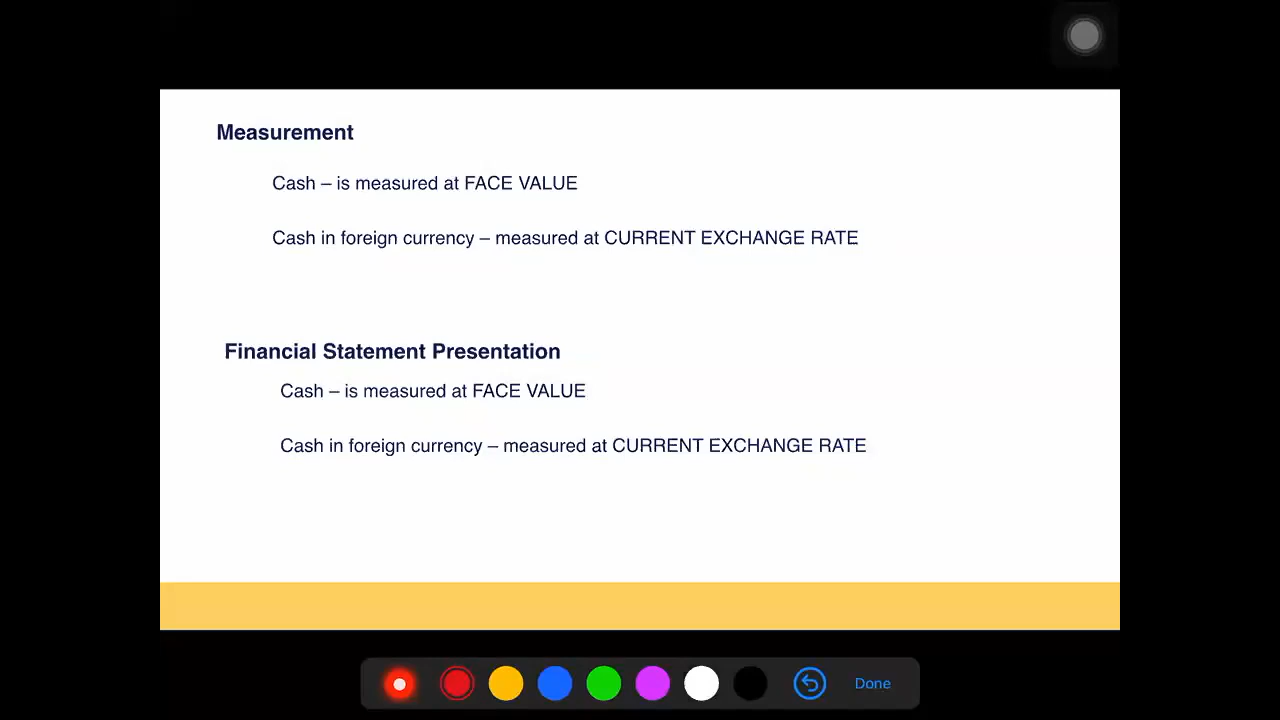 Measurement
Cash – is measured at FACE VALUE
Cash in foreign currency – measured at CURRENT EXCHANGE RATE
Financial Statement Presentation
Cash – is measured at FACE VALUE
Cash in foreign currency – measured at CURRENT EXCHANGE RATE
Done